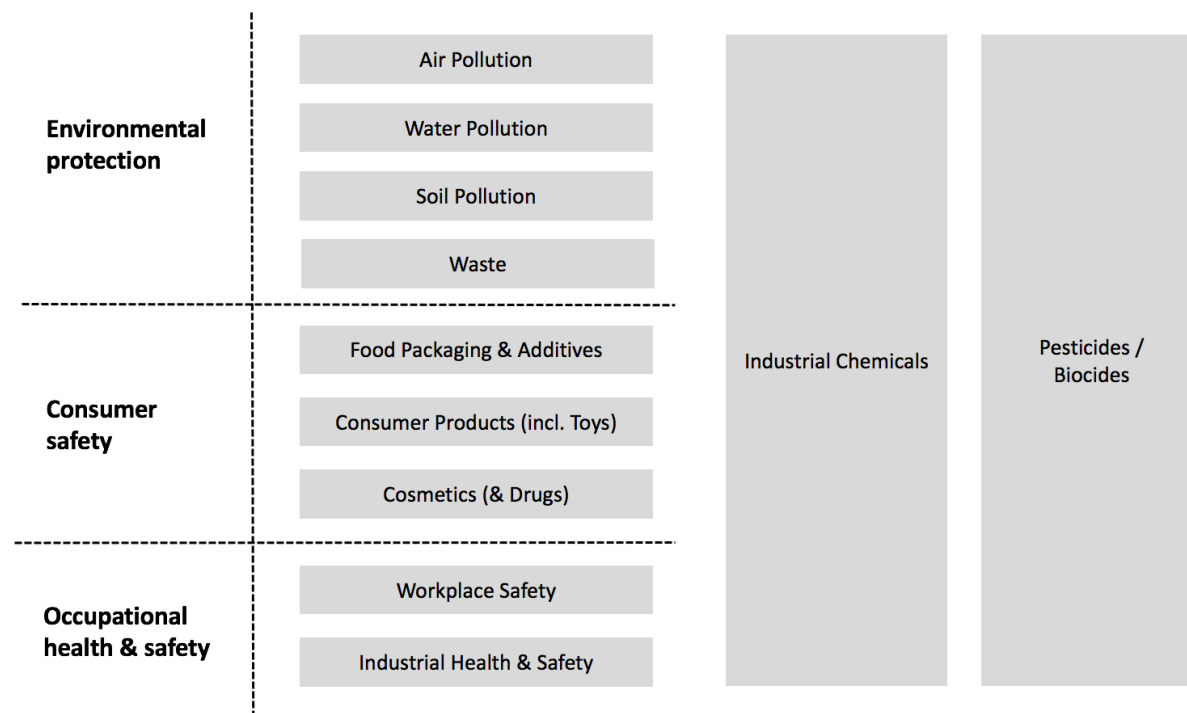 Environmental
protection
Air Pollution
Water Pollution
Soil Pollution
Waste
Consumer
safety
Food Packaging & Additives
Consumer Products (incl. Toys)
Cosmetics (& Drugs)
Occupational
health & safety
Workplace Safety
Industrial Health & Safety
Industrial Chemicals
Pesticides /
Biocides